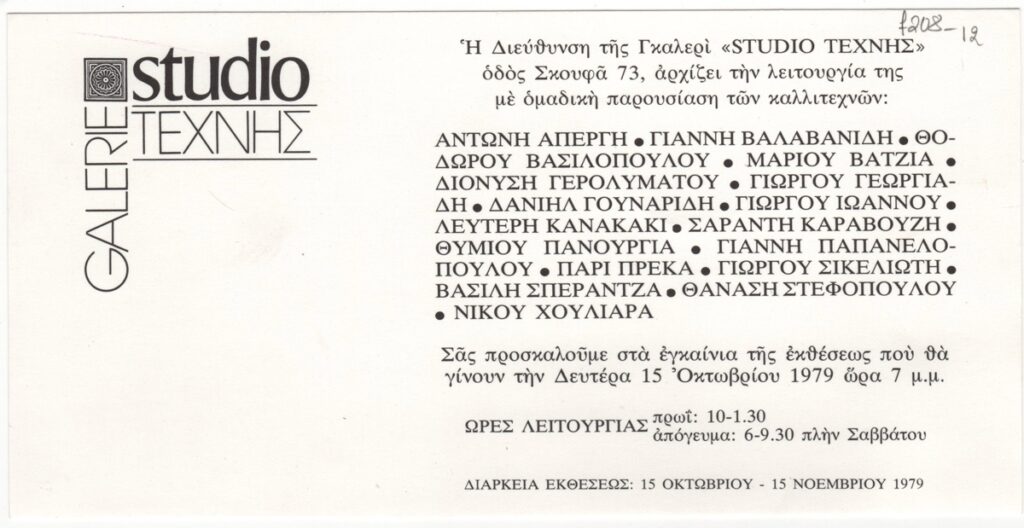 f208-12
GALERIE
studio
ΤΕΧΝΗΣ
Ἡ Διεύθυνση τῆς Γκαλερὶ «STUDIO ΤΕΧΝΗΣ»
ὁδὸς Σκουφᾶ 73, ἀρχίζει τὴν λειτουργία της
μὲ ὁμαδικὴ παρουσίαση τῶν καλλιτεχνῶν:
ΑΝΤΩΝΗ ΑΠΕΡΓΗ ● ΓΙΑΝΝΗ ΒΑΛΑΒΑΝΙΔΗ ● ΘΟ-
ΔΩΡΟΥ ΒΑΣΙΛΟΠΟΥΛΟΥ ● ΜΑΡΙΟΥ ΒΑΤΖΙΑ ●
ΔΙΟΝΥΣΗ ΓΕΡΟΛΥΜΑΤΟΥ ● ΓΙΩΡΓΟΥ ΓΕΩΡΓΙΑ-
ΔΗ ● ΔΑΝΙΗΛ ΓΟΥΝΑΡΙΔΗ ● ΓΙΩΡΓΟΥ ΙΩΑΝΝΟΥ ●
ΛΕΥΤΕΡΗ ΚΑΝΑΚΑΚΙ ● ΣΑΡΑΝΤΗ ΚΑΡΑΒΟΥΖΗ ●
ΘΥΜΙΟΥ ΠΑΝΟΥΡΓΙΑ ● ΓΙΑΝΝΗ ΠΑΠΑΝΕΛΟ-
ΠΟΥΛΟΥ ● ΠΑΡΙ ΠΡΕΚΑ ● ΓΙΩΡΓΟΥ ΣΙΚΕΛΙΩΤΗ ●
ΒΑΣΙΛΗ ΣΠΕΡΑΝΤΖΑ ● ΘΑΝΑΣΗ ΣΤΕΦΟΠΟΥΛΟΥ
● ΝΙΚΟΥ ΧΟΥΛΙΑΡΑ
Σᾶς προσκαλοῦμε στὰ ἐγκαίνια τῆς ἐκθέσεως ποὺ θὰ
γίνουν τὴν Δευτέρα 15 Ὀκτωβρίου 1979 ὥρα 7 μ.μ.
ΩΡΕΣ ΛΕΙΤΟΥΡΓΙΑΣ πρωῒ: 10-1.30
ἀπόγευμα: 6-9.30 πλὴν Σαββάτου
ΔΙΑΡΚΕΙΑ ΕΚΘΕΣΕΩΣ: 15 ΟΚΤΩΒΡΙΟΥ - 15 ΝΟΕΜΒΡΙΟΥ 1979